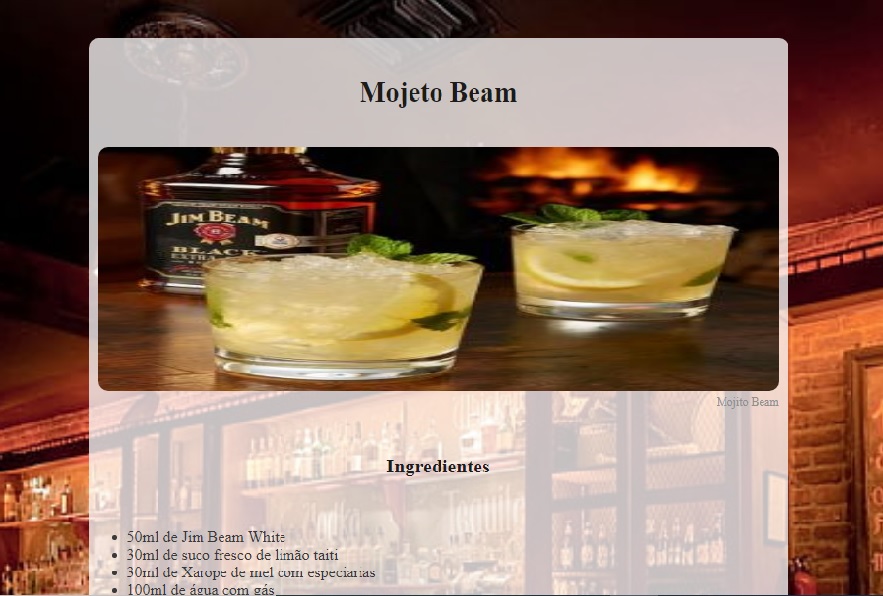 Mojeto Beam
JIM BEAM
BLACK
EXTRA
Mojito Beam
Ingredientes
50ml de Jim Beam White
30ml de suco fresco de limão taiti
30ml de Xarope de mel com especiarias
100ml de água com gás